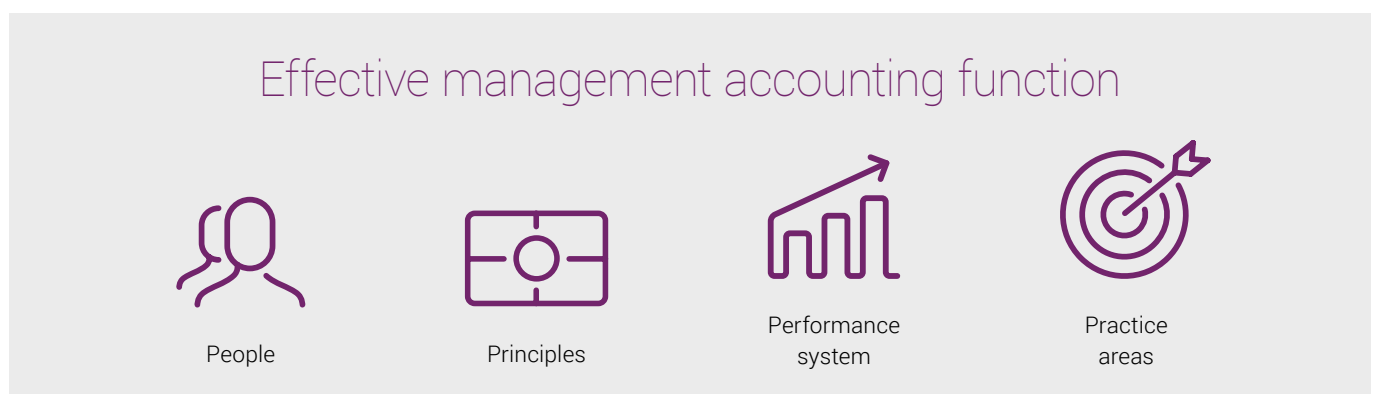 Effective management accounting function
People
Principles
Performance
system
Practice
areas